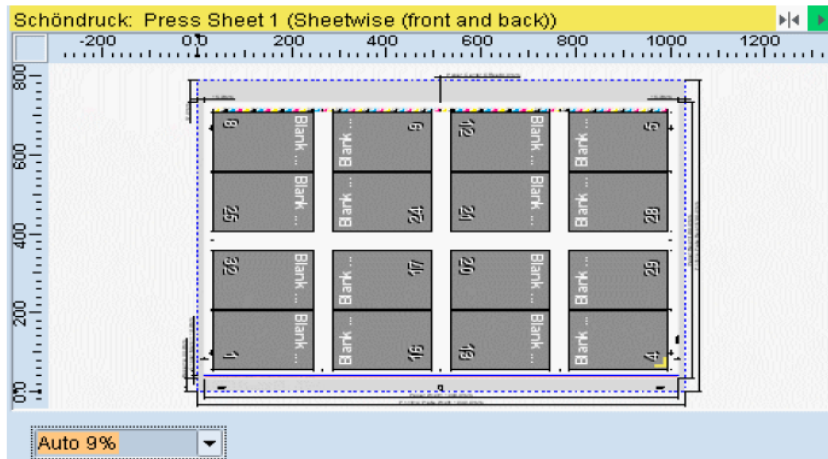 Schöndruck: Press Sheet 1 (Sheetwise (front and back))
-200 0,0 200 400 600 800 1000 1200
800
600
400
200
0,0
8 Blank ... Blank ... 9 12 Blank ... Blank ... 5
25 Blank ... Blank ... 24 21 Blank ... Blank ... 28
32 Blank ... Blank ... 17 20 Blank ... Blank ... 29
1 Blank ... Blank ... 16 13 Blank ... Blank ... 4
Auto 9%